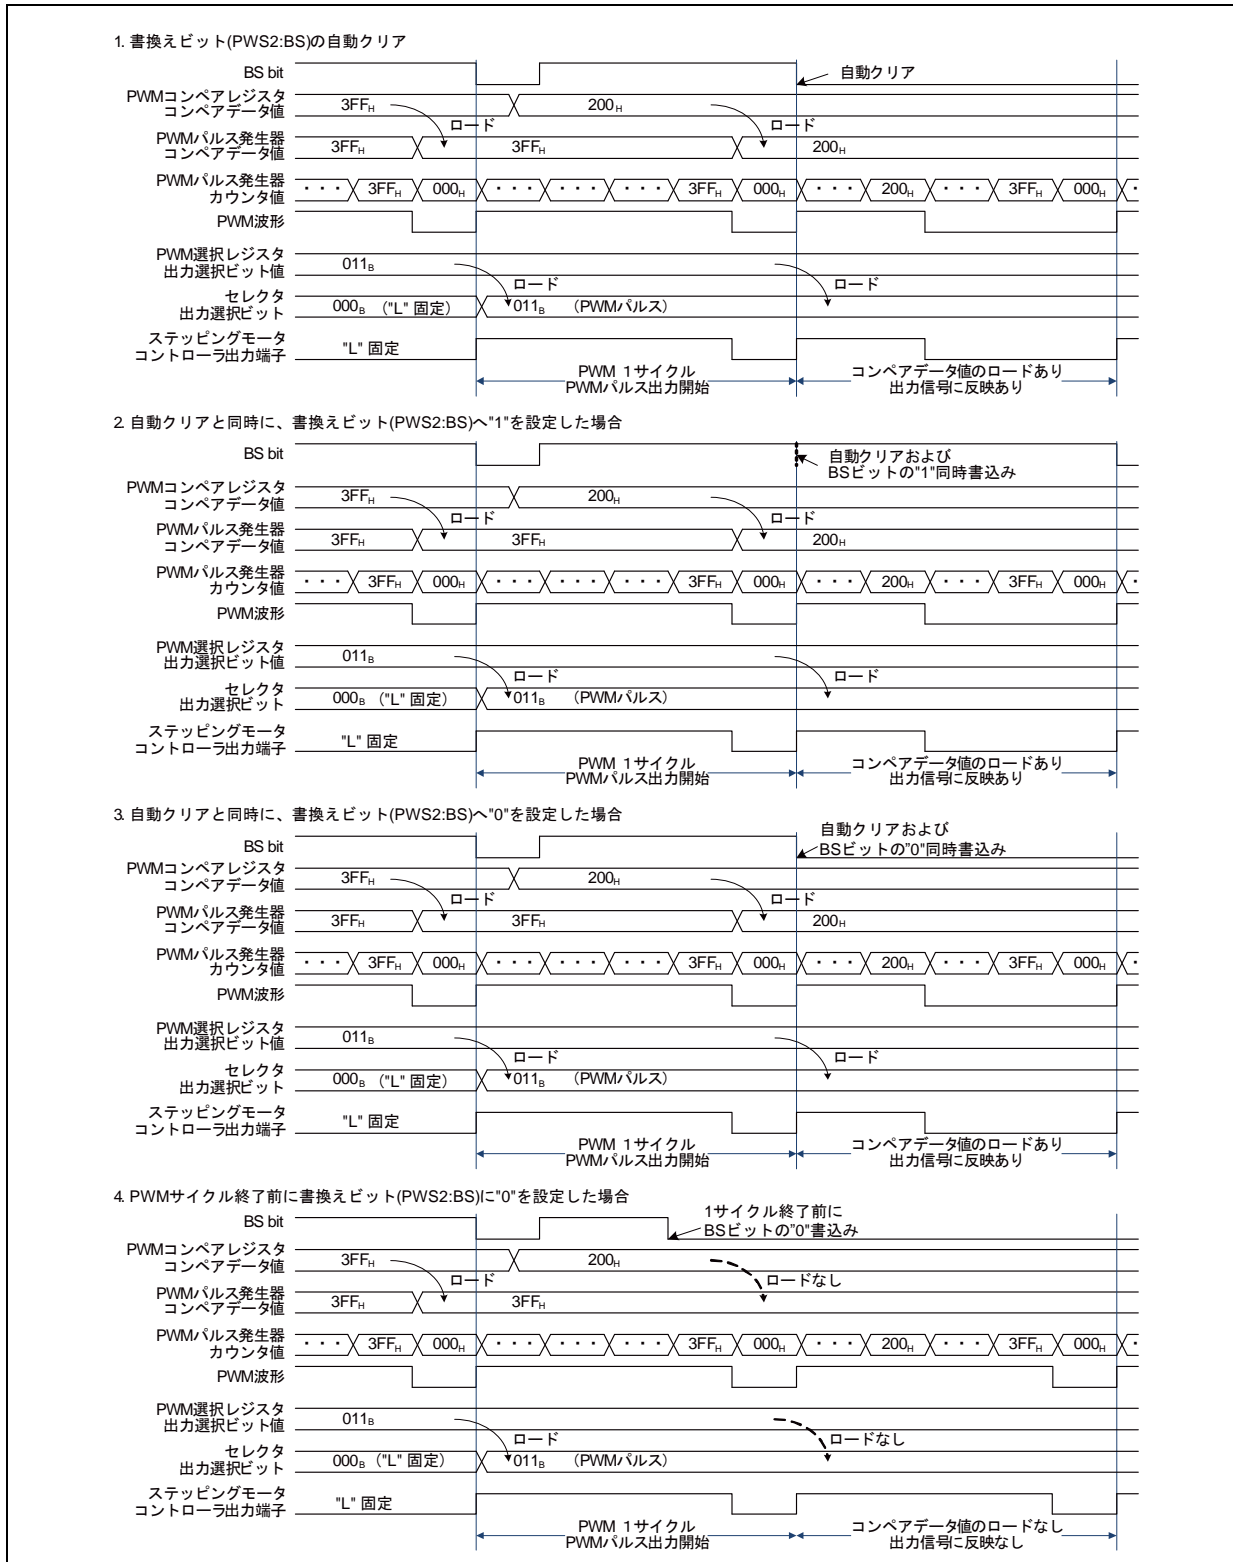 1. 書換えビット(PWS2:BS)の自動クリア
BS bit
自動クリア
PWMコンペアレジスタ
コンペアデータ値
3FFH
200H
ロード
ロード
PWMパルス発生器
コンペアデータ値
3FFH
3FFH
200H
PWMパルス発生器
カウンタ値
・・・ 3FFH 000H ・・・ ・・・ ・・・ 3FFH 000H ・・・ 200H ・・・ 3FFH 000H ・
PWM波形
PWM選択レジスタ
出力選択ビット値
011B
ロード
ロード
セレクタ
出力選択ビット
000B ("L" 固定)
011B (PWMパルス)
ステッピングモータ
コントローラ出力端子
"L" 固定
PWM 1サイクル
PWMパルス出力開始
コンペアデータ値のロードあり
出力信号に反映あり
2. 自動クリアと同時に、書換えビット(PWS2:BS)へ"1"を設定した場合
BS bit
自動クリアおよび
BSビットの"1"同時書込み
PWMコンペアレジスタ
コンペアデータ値
3FFH
200H
ロード
ロード
PWMパルス発生器
コンペアデータ値
3FFH
3FFH
200H
PWMパルス発生器
カウンタ値
・・・ 3FFH 000H ・・・ ・・・ ・・・ 3FFH 000H ・・・ 200H ・・・ 3FFH 000H ・
PWM波形
PWM選択レジスタ
出力選択ビット値
011B
ロード
ロード
セレクタ
出力選択ビット
000B ("L" 固定)
011B (PWMパルス)
ステッピングモータ
コントローラ出力端子
"L" 固定
PWM 1サイクル
PWMパルス出力開始
コンペアデータ値のロードあり
出力信号に反映あり
3. 自動クリアと同時に、書換えビット(PWS2:BS)へ"0"を設定した場合
BS bit
自動クリアおよび
BSビットの"0"同時書込み
PWMコンペアレジスタ
コンペアデータ値
3FFH
200H
ロード
ロード
PWMパルス発生器
コンペアデータ値
3FFH
3FFH
200H
PWMパルス発生器
カウンタ値
・・・ 3FFH 000H ・・・ ・・・ ・・・ 3FFH 000H ・・・ 200H ・・・ 3FFH 000H ・
PWM波形
PWM選択レジスタ
出力選択ビット値
011B
ロード
ロード
セレクタ
出力選択ビット
000B ("L" 固定)
011B (PWMパルス)
ステッピングモータ
コントローラ出力端子
"L" 固定
PWM 1サイクル
PWMパルス出力開始
コンペアデータ値のロードあり
出力信号に反映あり
4. PWMサイクル終了前に書換えビット(PWS2:BS)に"0"を設定した場合
BS bit
1サイクル終了前に
BSビットの"0"書込み
PWMコンペアレジスタ
コンペアデータ値
3FFH
200H
ロード
ロードなし
PWMパルス発生器
コンペアデータ値
3FFH
3FFH
PWMパルス発生器
カウンタ値
・・・ 3FFH 000H ・・・ ・・・ ・・・ 3FFH 000H ・・・ 200H ・・・ 3FFH 000H ・
PWM波形
PWM選択レジスタ
出力選択ビット値
011B
ロード
ロードなし
セレクタ
出力選択ビット
000B ("L" 固定)
011B (PWMパルス)
ステッピングモータ
コントローラ出力端子
"L" 固定
PWM 1サイクル
PWMパルス出力開始
コンペアデータ値のロードなし
出力信号に反映なし